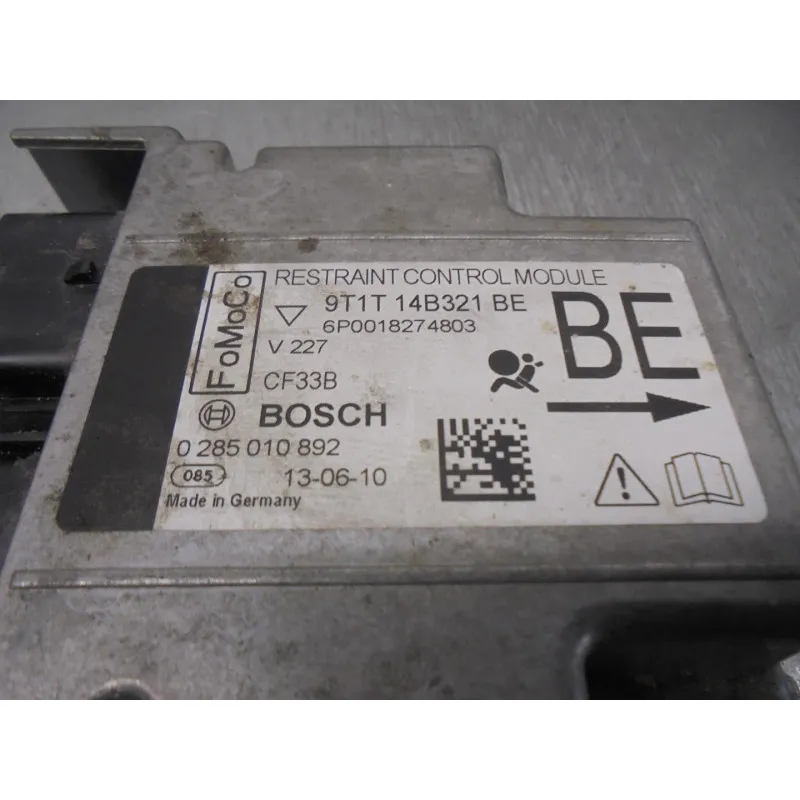 FoMoCo
RESTRAINT CONTROL MODULE
9T1T 14B321 BE
6P0018274803
V 227
CF33B
BE
BOSCH
0 285 010 892
085
13-06-10
Made in Germany